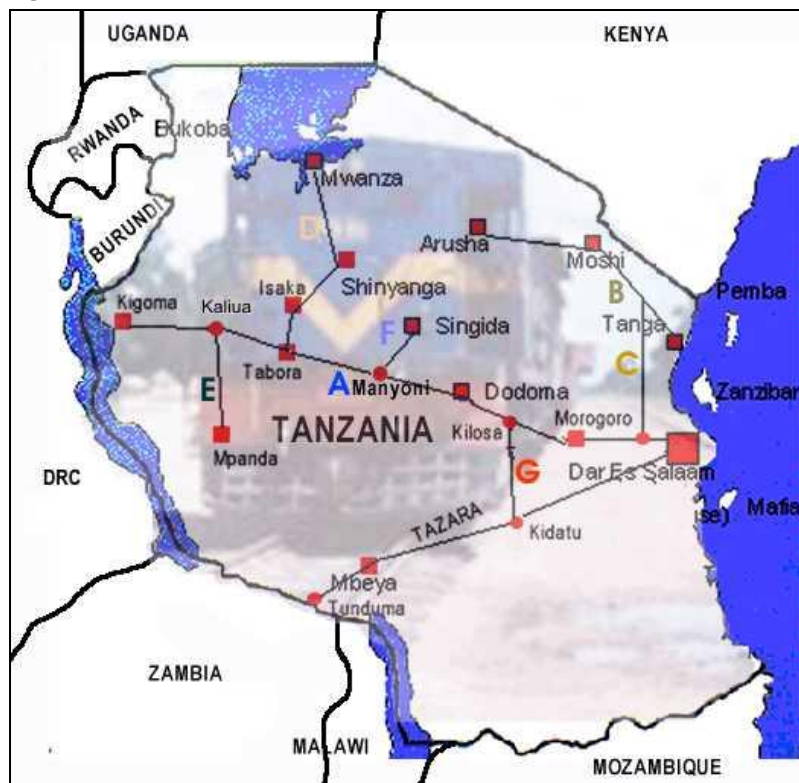 UGANDA
KENYA
RWANDA
Bukoba
BURUNDI
Mwanza
D
Arusha
Moshi
Isaka
Shinyanga
B
Pemba
Kigoma
Kaliua
F
Singida
Tanga
Tabora
A
Manyoni
C
E
Dodoma
Zanzibar
TANZANIA
Kilosa
Morogoro
Mpanda
G
Dar Es Salaam
DRC
Mafia
TAZARA
se)
Kidatu
Mbeya
Tunduma
ZAMBIA
MALAWI
MOZAMBIQUE